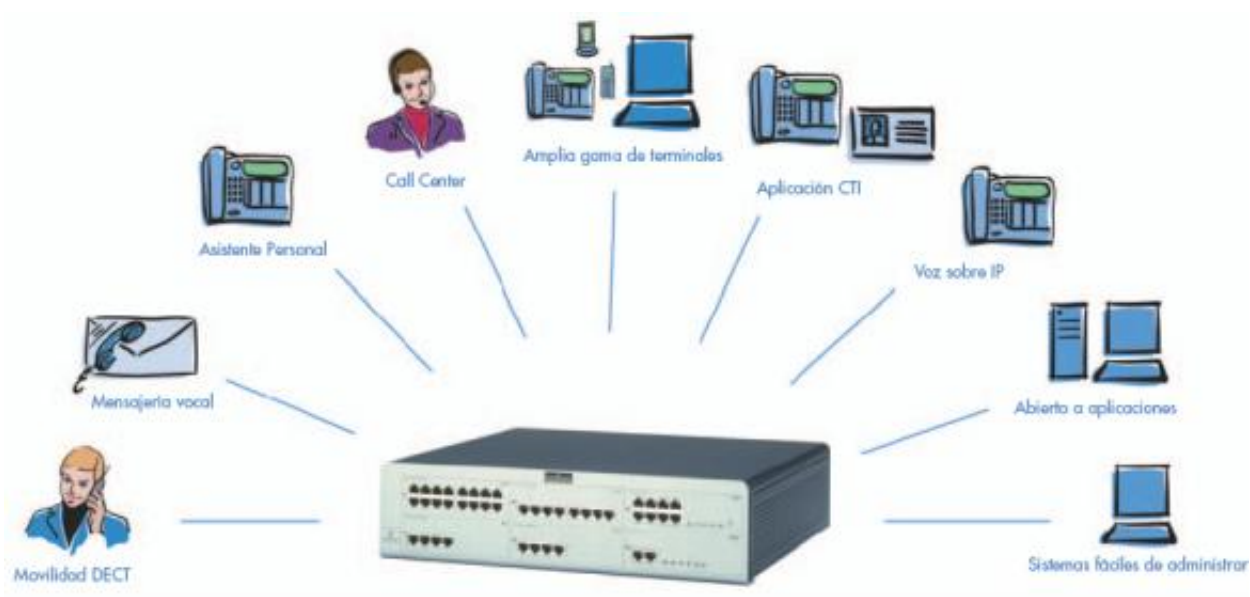 Amplia gama de terminales
Call Center
Aplicación CTI
Asistente Personal
Voz sobre IP
Mensajería vocal
Abierto a aplicaciones
Movilidad DECT
Sistemas fáciles de administrar